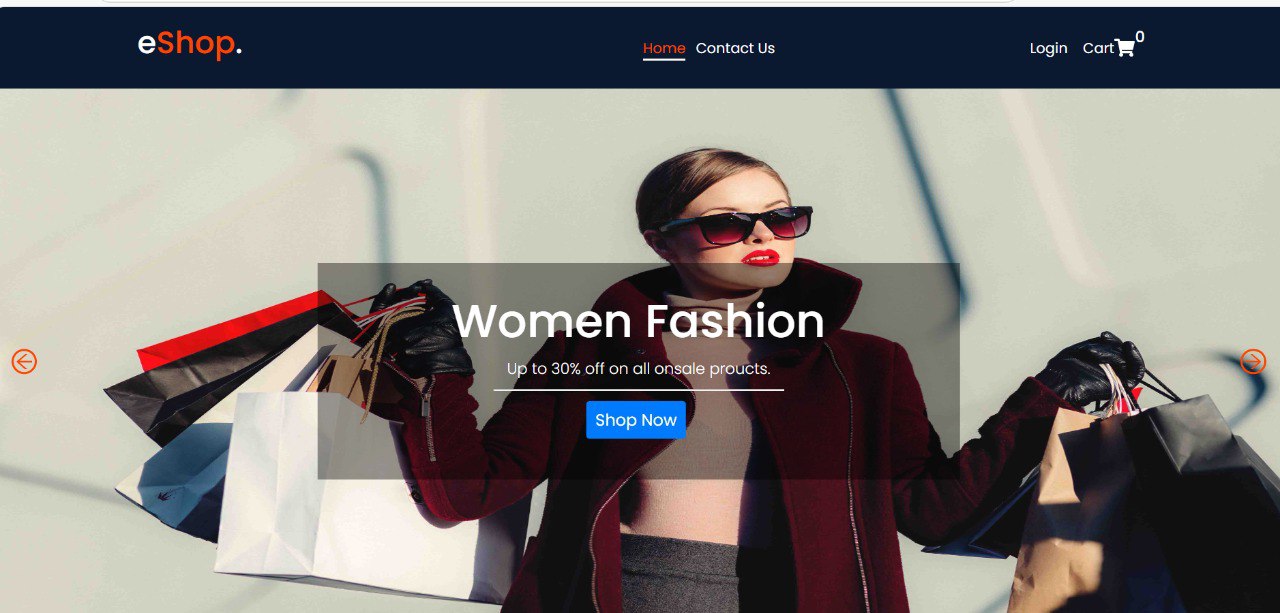 eShop.
Home Contact Us
Login Cart 0
Women Fashion
Up to 30% off on all onsale proucts.
Shop Now